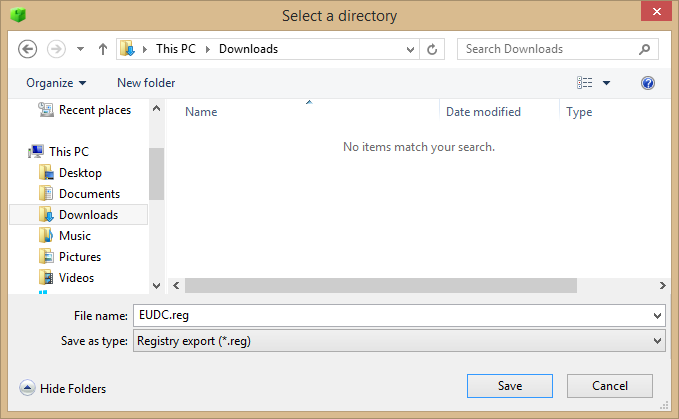 Select a directory
This PC Downloads
Search Downloads
Organize New folder
Recent places
This PC
Desktop
Documents
Downloads
Music
Pictures
Videos
Name Date modified Type
No items match your search.
File name: EUDC.reg
Save as type: Registry export (*.reg)
Hide Folders
Save Cancel